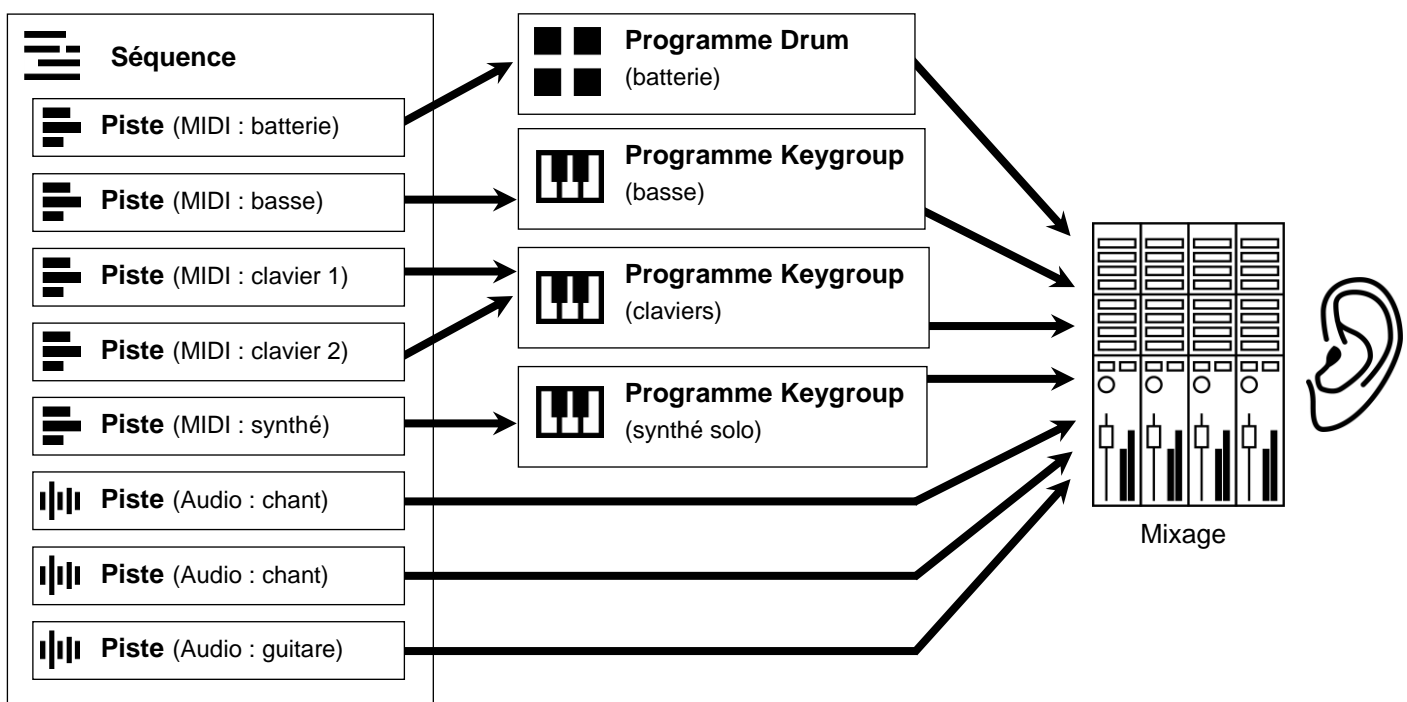 Séquence
Piste (MIDI : batterie)
Piste (MIDI : basse)
Piste (MIDI : clavier 1)
Piste (MIDI : clavier 2)
Piste (MIDI : synthé)
Piste (Audio : chant)
Piste (Audio : chant)
Piste (Audio : guitare)
Programme Drum
(batterie)
Programme Keygroup
(basse)
Programme Keygroup
(claviers)
Programme Keygroup
(synthé solo)
Mixage